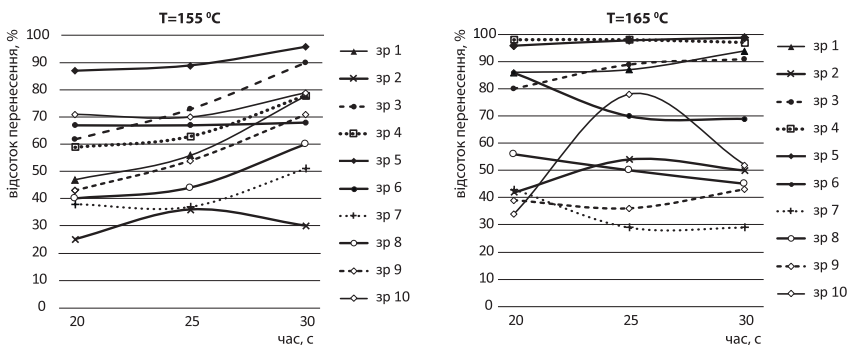 T=155 ⁰C
відсоток перенесення, %
100
90
80
70
60
50
40
30
20
10
0
20 25 30
час, с
зр 1
зр 2
зр 3
зр 4
зр 5
зр 6
зр 7
зр 8
зр 9
зр 10
T=165 ⁰C
відсоток перенесення, %
100
90
80
70
60
50
40
30
20
10
0
20 25 30
час, с
зр 1
зр 2
зр 3
зр 4
зр 5
зр 6
зр 7
зр 8
зр 9
зр 10